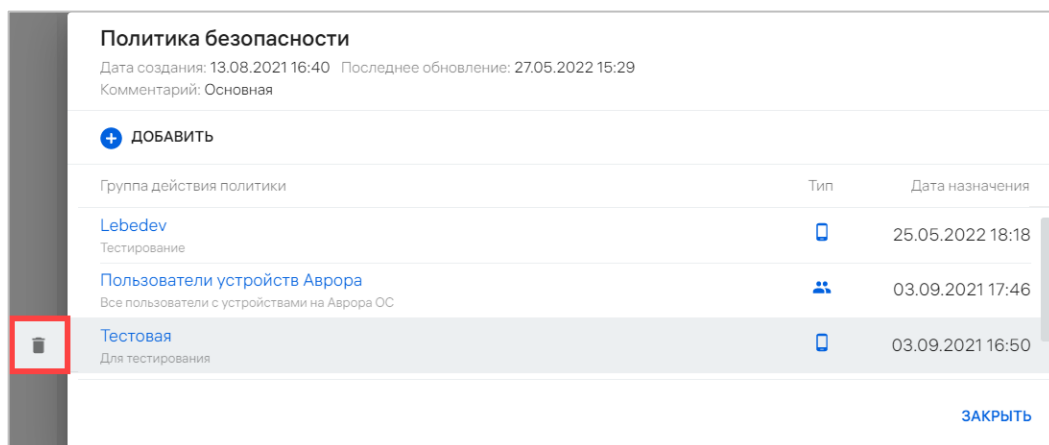 Политика безопасности
Дата создания: 13.08.2021 16:40 Последнее обновление: 27.05.2022 15:29
Комментарий: Основная
ДОБАВИТЬ
Группа действия политики Тип Дата назначения
Lebedev 25.05.2022 18:18
Тестирование
Пользователи устройств Аврора 03.09.2021 17:46
Все пользователи с устройствами на Аврора ОС
Тестовая 03.09.2021 16:50
Для тестирования
ЗАКРЫТЬ